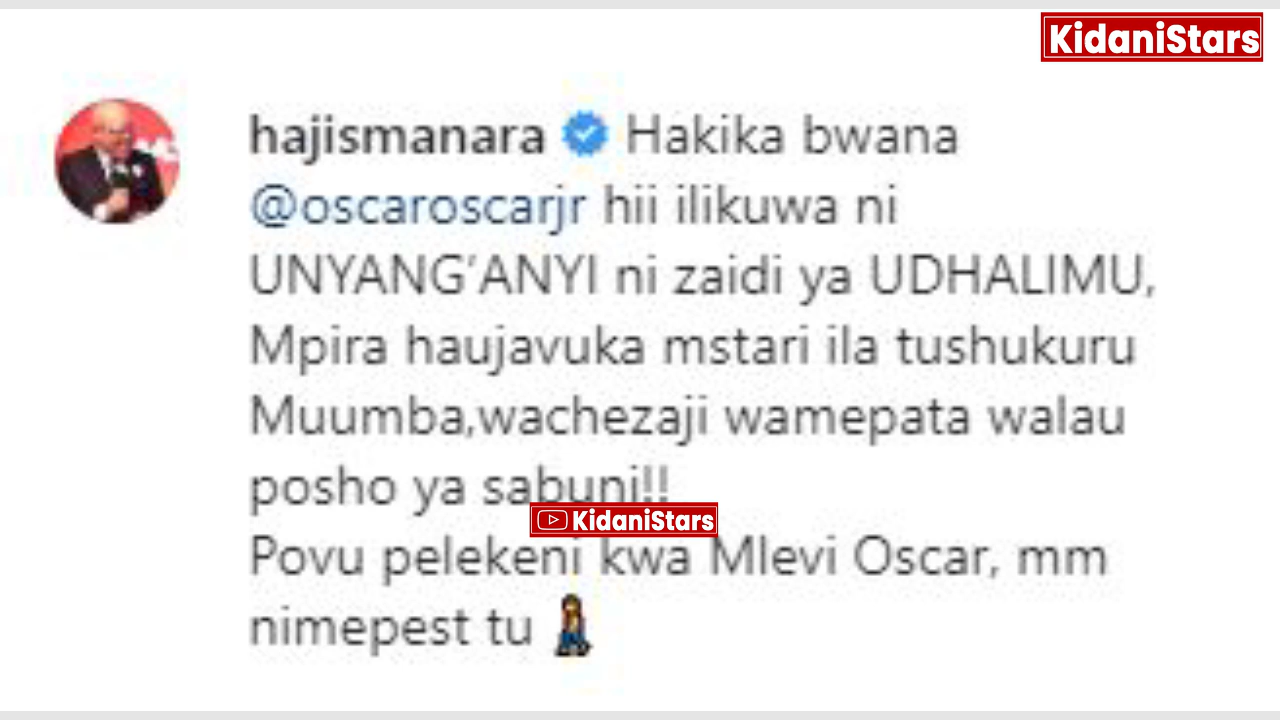 KidaniStars
hajismanara Hakika bwana
@oscaroscarjr hii ilikuwa ni
UNYANG'ANYI ni zaidi ya UDHALIMU,
Mpira haujavuka mstari ila tushukuru
Muumba,wachezaji wamepata walau
posho ya sabuni!!
KidaniStars
Povu pelekeni kwa Mlevi Oscar, mm
nimepest tu